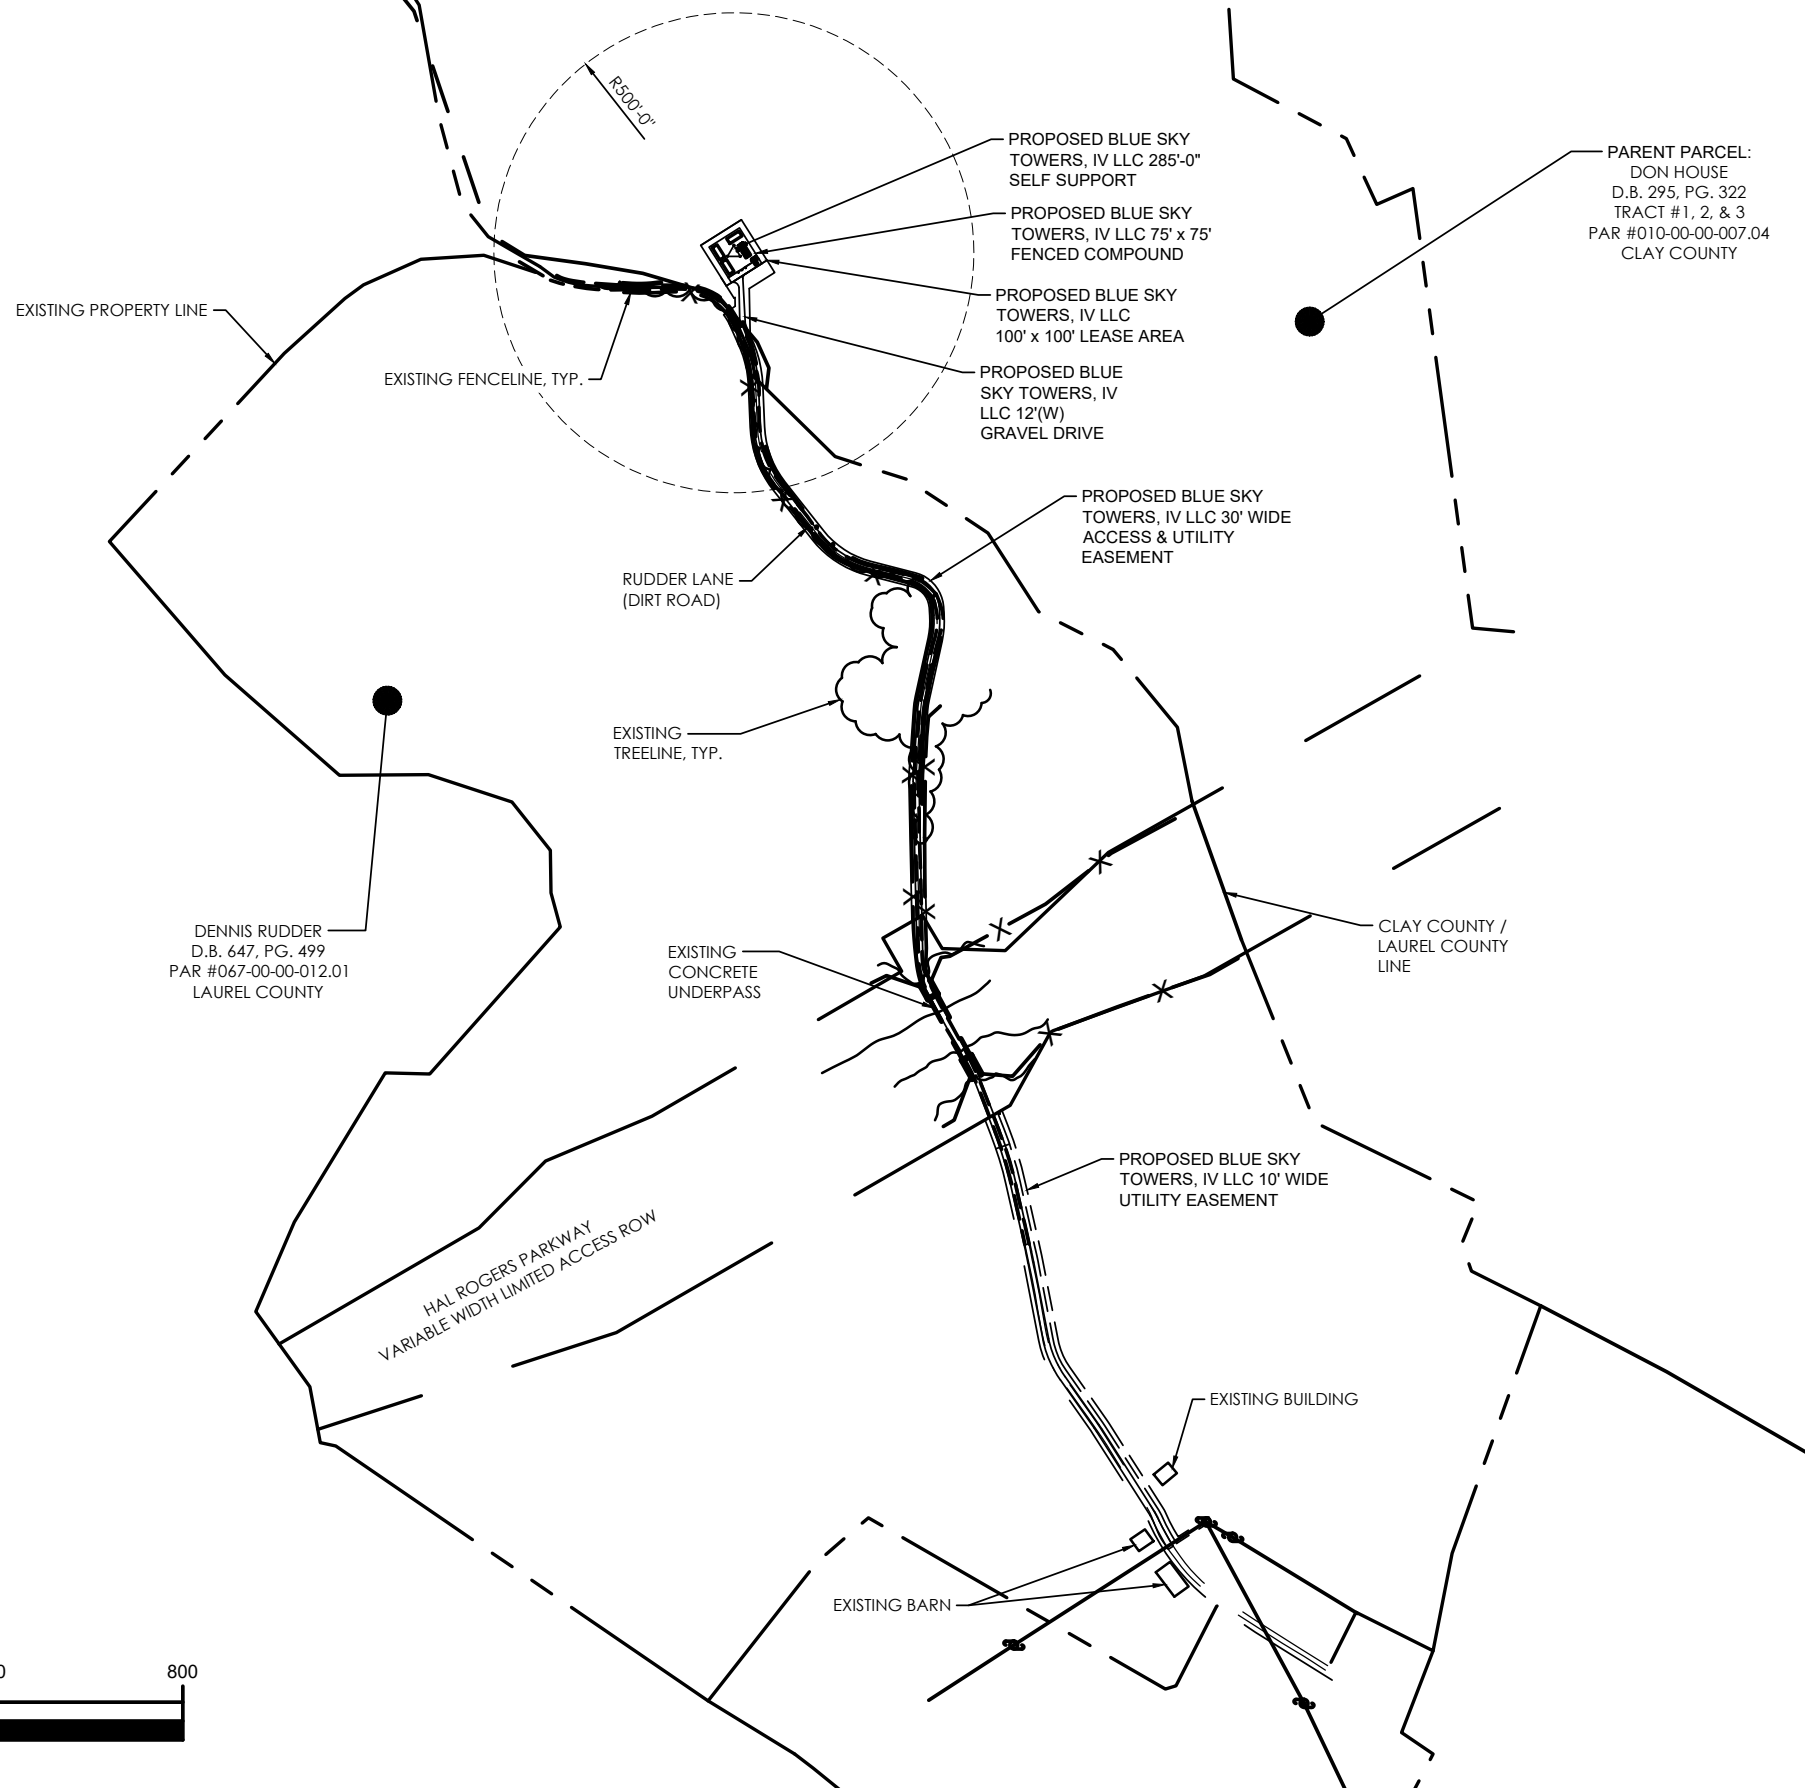 R500'-0"
PROPOSED BLUE SKY
TOWERS, IV LLC 285'-0"
SELF SUPPORT
PROPOSED BLUE SKY
TOWERS, IV LLC 75' x 75'
FENCED COMPOUND
PROPOSED BLUE SKY
TOWERS, IV LLC
100' x 100' LEASE AREA
PROPOSED BLUE
SKY TOWERS, IV
LLC 12'(W)
GRAVEL DRIVE
PARENT PARCEL:
DON HOUSE
D.B. 295, PG. 322
TRACT #1, 2, & 3
PAR #010-00-00-007.04
CLAY COUNTY
EXISTING PROPERTY LINE
EXISTING FENCELINE, TYP.
PROPOSED BLUE SKY
TOWERS, IV LLC 30' WIDE
ACCESS & UTILITY
EASEMENT
RUDDER LANE
(DIRT ROAD)
EXISTING
TREELINE, TYP.
DENNIS RUDDER
D.B. 647, PG. 499
PAR #067-00-00-012.01
LAUREL COUNTY
EXISTING
CONCRETE
UNDERPASS
CLAY COUNTY /
LAUREL COUNTY
LINE
PROPOSED BLUE SKY
TOWERS, IV LLC 10' WIDE
UTILITY EASEMENT
HAL ROGERS PARKWAY
VARIABLE WIDTH LIMITED ACCESS ROW
EXISTING BUILDING
EXISTING BARN
800